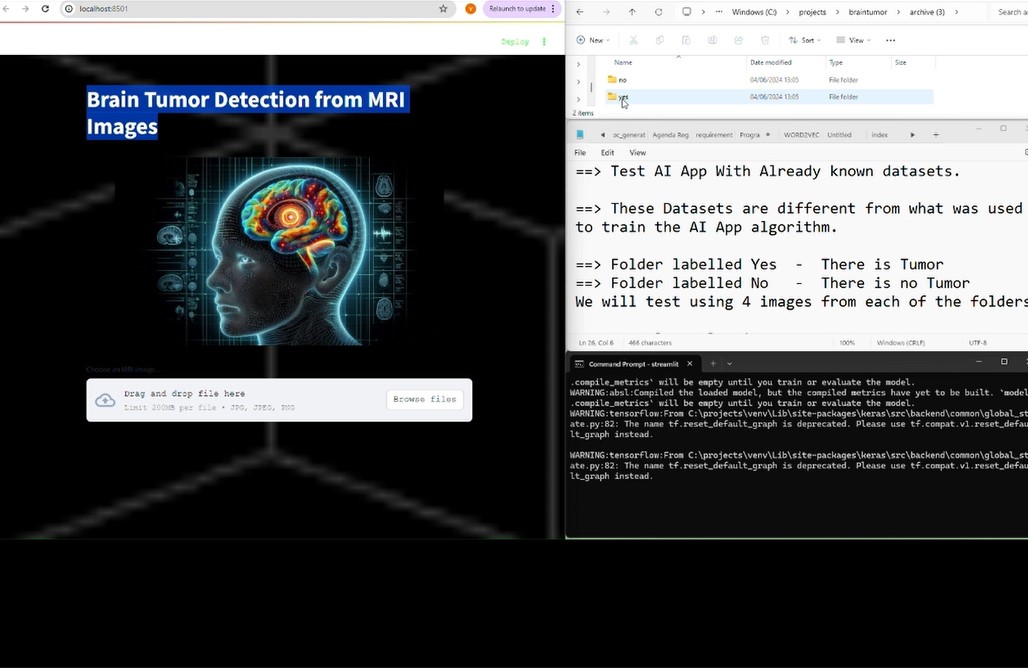 localhost:8501
Relaunch to update
Deploy
Brain Tumor Detection from MRI
Images
Choose an MRI image...
Drag and drop file here
Limit 200MB per file • JPG, JPEG, PNG
Browse files
Windows (C:) > projects > braintumor > archive (3) >
Search
New
Sort
View
Name Date modified Type Size
no 04/06/2024 13:05 File folder
yes 04/06/2024 13:05 File folder
2 items
Agenda Reg requirement Progra WORD2VEC Untitled index
File Edit View
==> Test AI App With Already known datasets.
==> These Datasets are different from what was used
to train the AI App algorithm.
==> Folder labelled Yes - There is Tumor
==> Folder labelled No - There is no Tumor
We will test using 4 images from each of the folders
Ln 26, Col 6 466 characters 100% Windows (CRLF) UTF-8
Command Prompt - streamlit
.compile_metrics` will be empty until you train or evaluate the model.
WARNING:absl:Compiled the loaded model, but the compiled metrics have yet to be built. `model
.compile_metrics` will be empty until you train or evaluate the model.
WARNING:tensorflow:From C:\projects\venv\Lib\site-packages\keras\src\backend\common\global_st
ate.py:82: The name tf.reset_default_graph is deprecated. Please use tf.compat.v1.reset_defau
lt_graph instead.
WARNING:tensorflow:From C:\projects\venv\Lib\site-packages\keras\src\backend\common\global_st
ate.py:82: The name tf.reset_default_graph is deprecated. Please use tf.compat.v1.reset_defau
lt_graph instead.